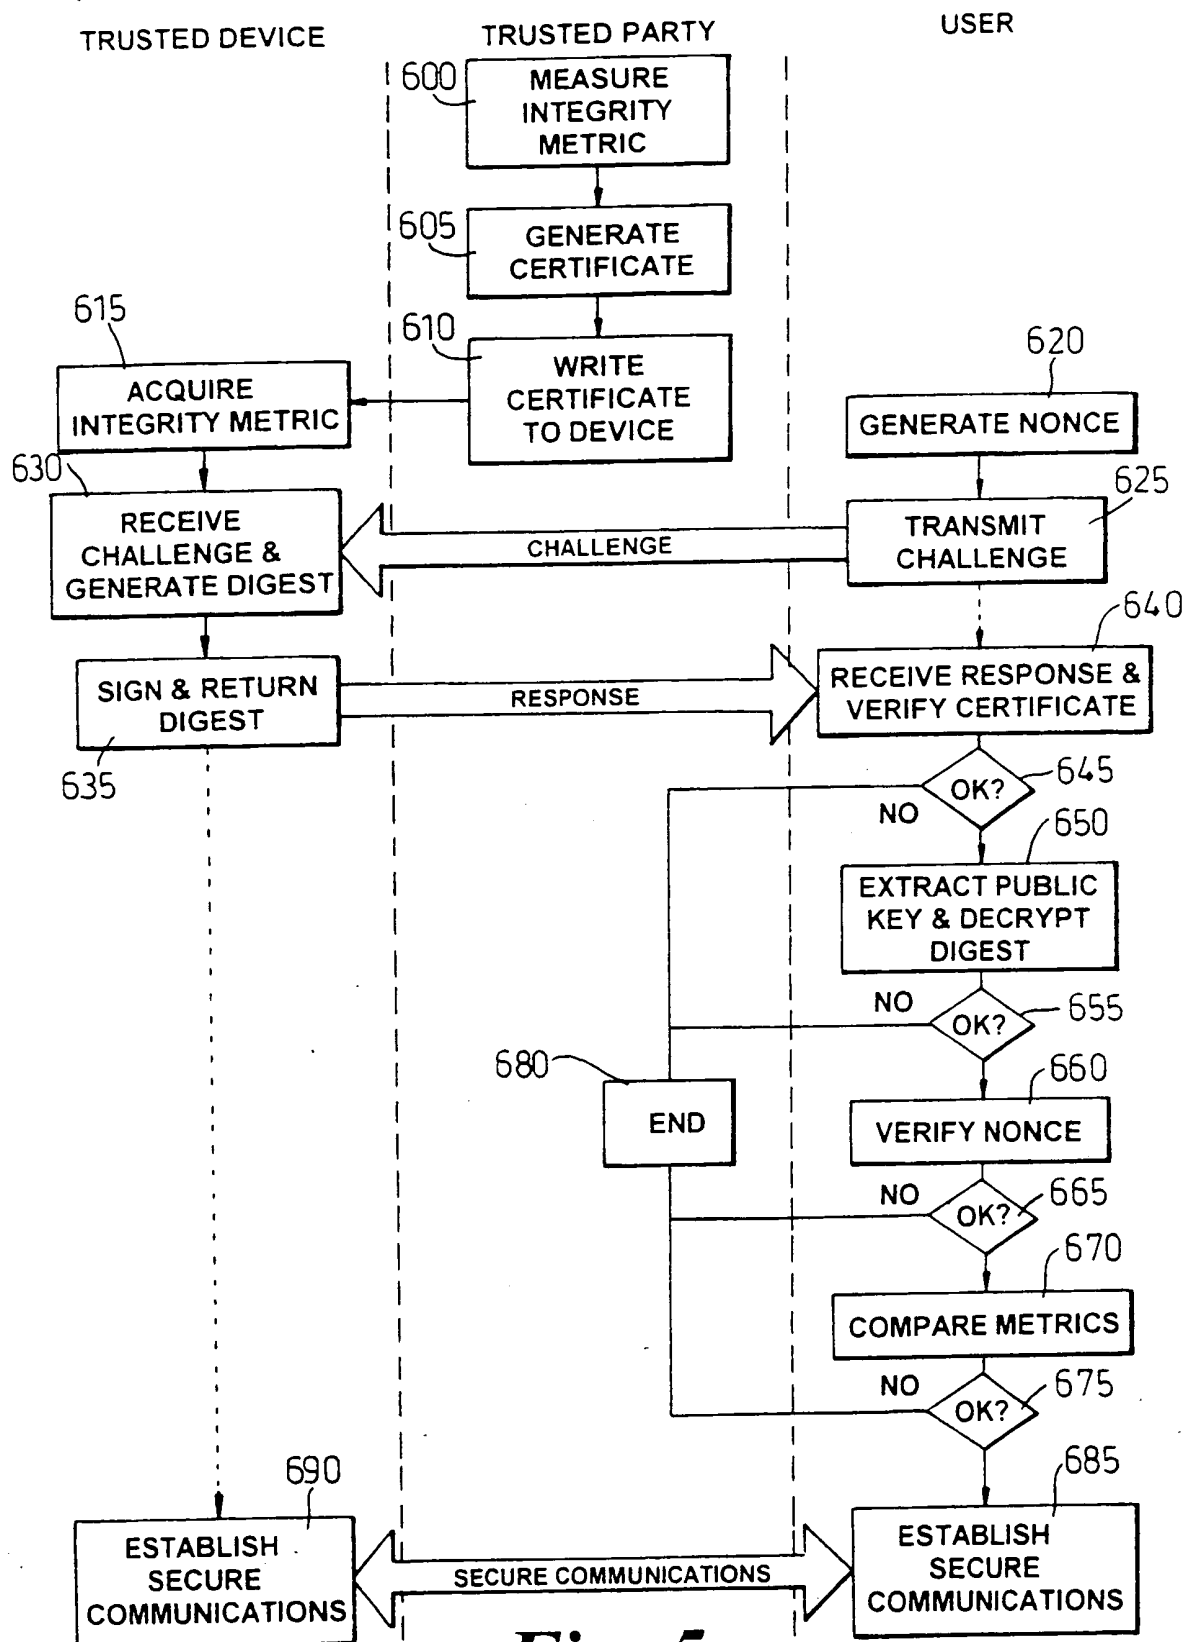 TRUSTED DEVICE
TRUSTED PARTY
USER
600
MEASURE
INTEGRITY
METRIC
605
GENERATE
CERTIFICATE
615
610
620
ACQUIRE
INTEGRITY METRIC
WRITE
CERTIFICATE
TO DEVICE
GENERATE NONCE
630
625
RECEIVE
CHALLENGE &
GENERATE DIGEST
CHALLENGE
TRANSMIT
CHALLENGE
640
SIGN & RETURN
DIGEST
RESPONSE
RECEIVE RESPONSE &
VERIFY CERTIFICATE
635
OK?
645
NO
650
EXTRACT PUBLIC
KEY & DECRYPT
DIGEST
NO
OK?
655
680
END
660
VERIFY NONCE
NO
OK?
665
670
COMPARE METRICS
NO
OK?
675
690
685
ESTABLISH
SECURE
COMMUNICATIONS
SECURE COMMUNICATIONS
ESTABLISH
SECURE
COMMUNICATIONS